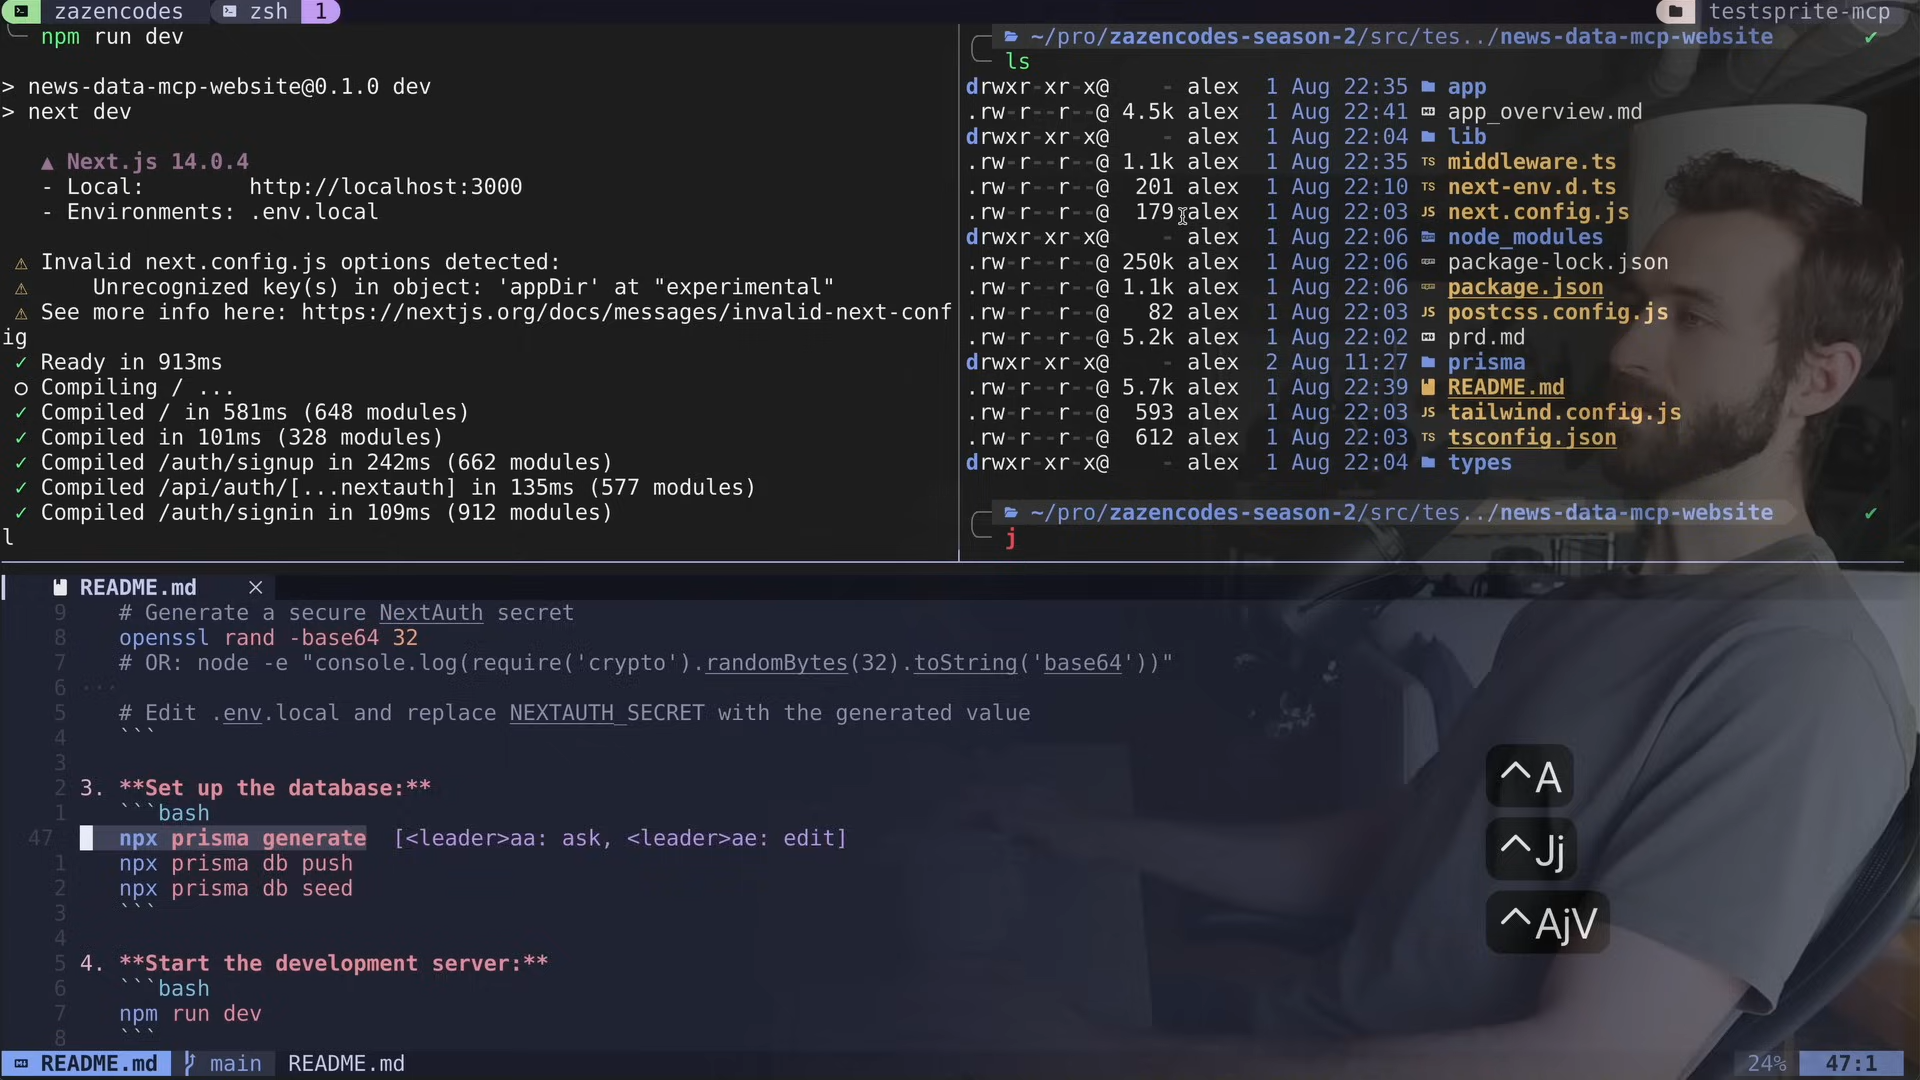 zazencodes zsh 1 testsprite-mcp
npm run dev
> news-data-mcp-website@0.1.0 dev
> next dev
▲ Next.js 14.0.4
- Local: http://localhost:3000
- Environments: .env.local
⚠ Invalid next.config.js options detected:
⚠ Unrecognized key(s) in object: 'appDir' at "experimental"
⚠ See more info here: https://nextjs.org/docs/messages/invalid-next-conf
ig
✓ Ready in 913ms
○ Compiling / ...
✓ Compiled / in 581ms (648 modules)
✓ Compiled in 101ms (328 modules)
✓ Compiled /auth/signup in 242ms (662 modules)
✓ Compiled /api/auth/[...nextauth] in 135ms (577 modules)
✓ Compiled /auth/signin in 109ms (912 modules)
l
~/pro/zazencodes-season-2/src/tes../news-data-mcp-website ✔
ls
drwxr-xr-x@ - alex 1 Aug 22:35 app
.rw-r--r--@ 4.5k alex 1 Aug 22:41 app_overview.md
drwxr-xr-x@ - alex 1 Aug 22:04 lib
.rw-r--r--@ 1.1k alex 1 Aug 22:35 TS middleware.ts
.rw-r--r--@ 201 alex 1 Aug 22:10 TS next-env.d.ts
.rw-r--r--@ 179 alex 1 Aug 22:03 JS next.config.js
drwxr-xr-x@ - alex 1 Aug 22:06 node_modules
.rw-r--r--@ 250k alex 1 Aug 22:06 package-lock.json
.rw-r--r--@ 1.1k alex 1 Aug 22:06 package.json
.rw-r--r--@ 82 alex 1 Aug 22:03 JS postcss.config.js
.rw-r--r--@ 5.2k alex 1 Aug 22:02 prd.md
drwxr-xr-x@ - alex 2 Aug 11:27 prisma
.rw-r--r--@ 5.7k alex 1 Aug 22:39 README.md
.rw-r--r--@ 593 alex 1 Aug 22:03 JS tailwind.config.js
.rw-r--r--@ 612 alex 1 Aug 22:03 TS tsconfig.json
drwxr-xr-x@ - alex 1 Aug 22:04 types
~/pro/zazencodes-season-2/src/tes../news-data-mcp-website ✔
j
README.md ×
9 # Generate a secure NextAuth secret
8 openssl rand -base64 32
7 # OR: node -e "console.log(require('crypto').randomBytes(32).toString('base64'))"
6
5 # Edit .env.local and replace NEXTAUTH_SECRET with the generated value
4 ```
3
2 3. **Set up the database:**
1 ```bash
47 npx prisma generate [<leader>aa: ask, <leader>ae: edit]
1 npx prisma db push
2 npx prisma db seed
3 ```
4
5 4. **Start the development server:**
6 ```bash
7 npm run dev
8 ```
^A
^Jj
^AjV
README.md main README.md 24% 47:1